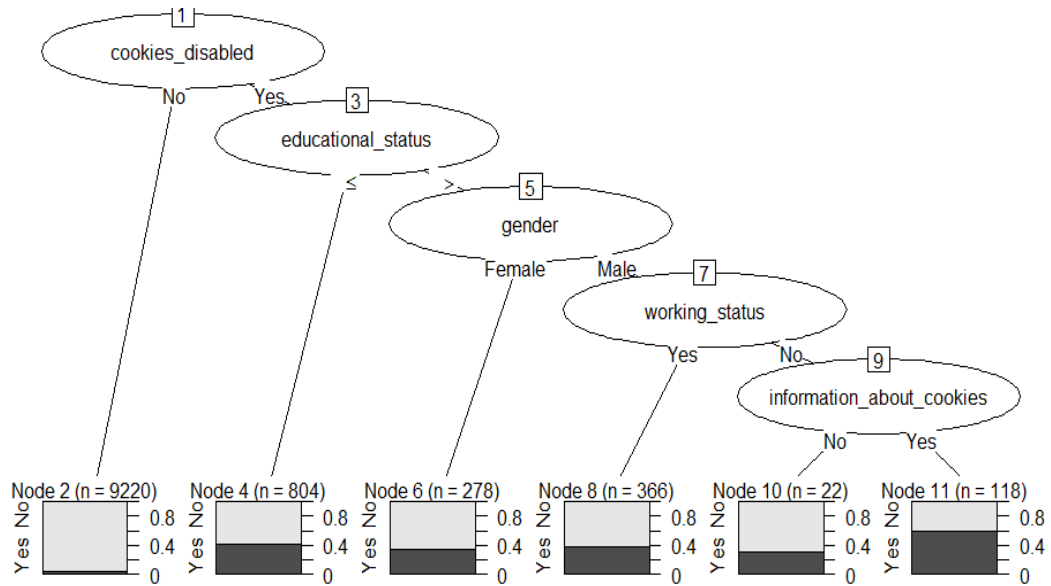 1
cookies_disabled
No Yes
3
educational_status
≤ >
5
gender
Female Male
7
working_status
Yes No
9
information_about_cookies
No Yes
Node 2 (n = 9220)
Yes No
0.8
0.4
0
Node 4 (n = 804)
Yes No
0.8
0.4
0
Node 6 (n = 278)
Yes No
0.8
0.4
0
Node 8 (n = 366)
Yes No
0.8
0.4
0
Node 10 (n = 22)
Yes No
0.8
0.4
0
Node 11 (n = 118)
Yes No
0.8
0.4
0